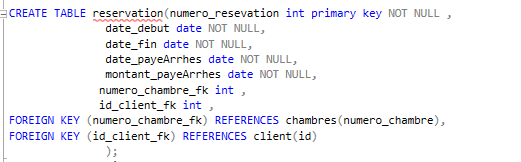 CREATE TABLE reservation(numero_resevation int primary key NOT NULL ,
date_debut date NOT NULL,
date_fin date NOT NULL,
date_payeArrhes date NOT NULL,
montant_payeArrhes date NOT NULL,
numero_chambre_fk int ,
id_client_fk int ,
FOREIGN KEY (numero_chambre_fk) REFERENCES chambres(numero_chambre),
FOREIGN KEY (id_client_fk) REFERENCES client(id)
);